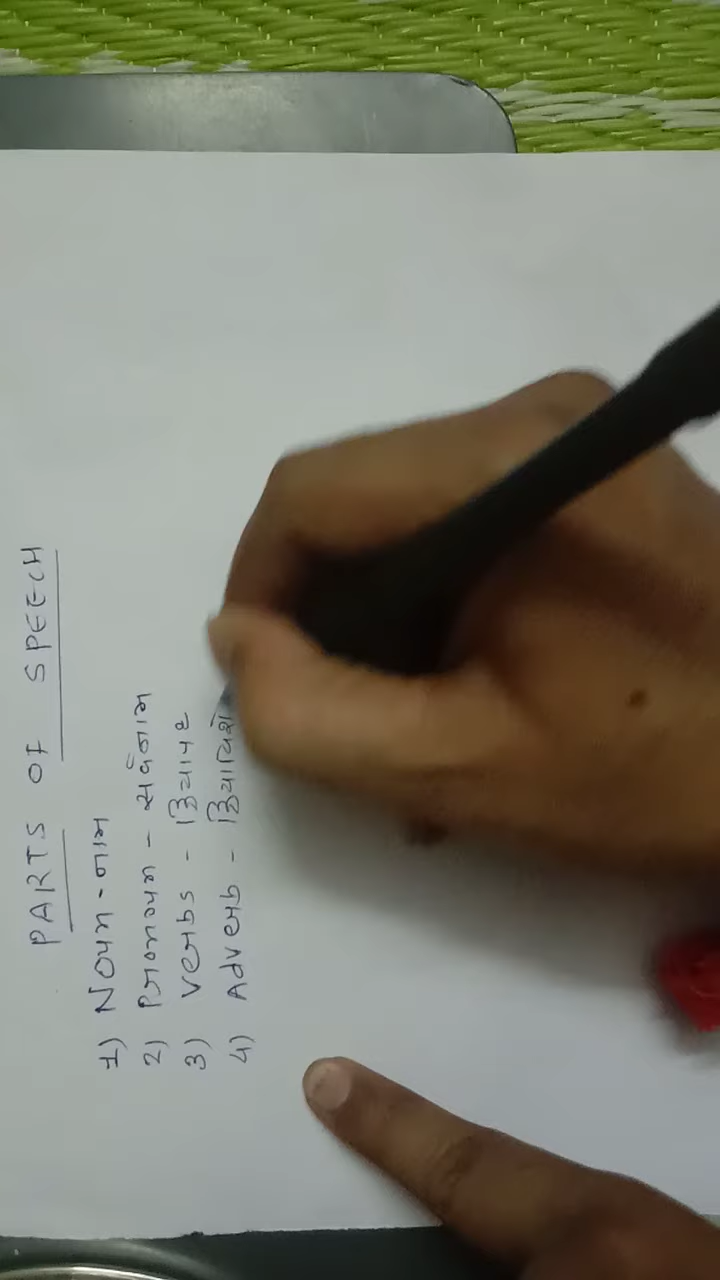 PARTS OF SPEECH
1) Noun - નામ
2) Pronoun - સર્વનામ
3) Verbs - ક્રિયાપદ
4) Adverb -